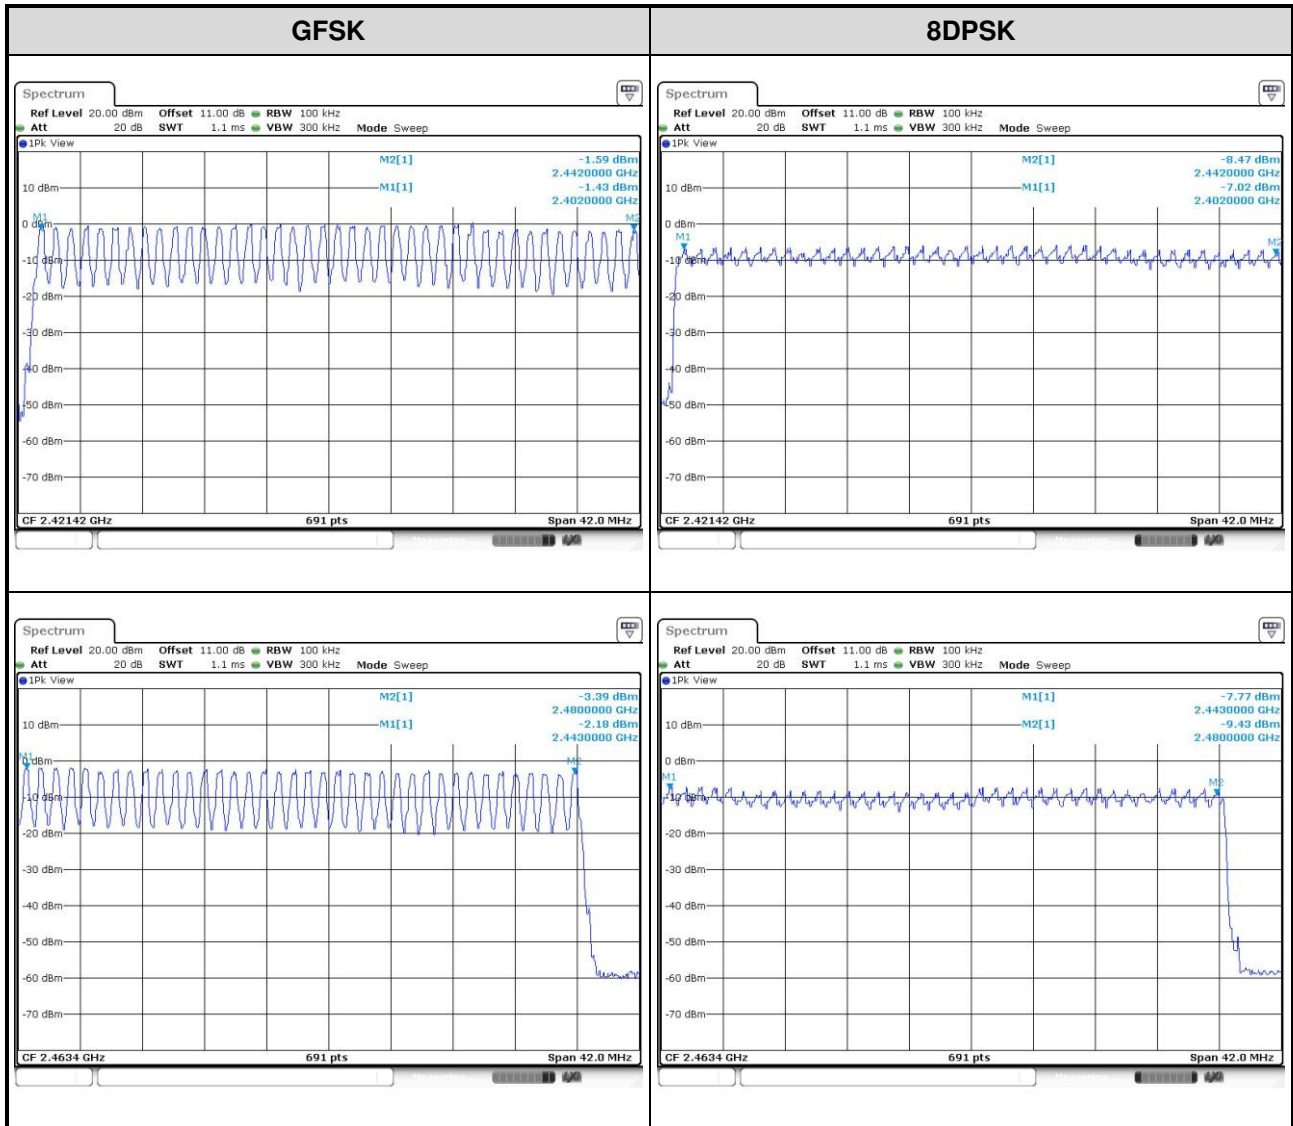 GFSK
8DPSK
Spectrum
Ref Level 20.00 dBm Offset 11.00 dB RBW 100 kHz
Att 20 dB SWT 1.1 ms VBW 300 kHz Mode Sweep
1Pk View
M2[1] -1.59 dBm
2.4420000 GHz
10 dBm M1[1] -1.43 dBm
2.4020000 GHz
M1 M2
0 dBm
-10 dBm
-20 dBm
-30 dBm
-40 dBm
-50 dBm
-60 dBm
-70 dBm
CF 2.42142 GHz 691 pts Span 42.0 MHz
Spectrum
Ref Level 20.00 dBm Offset 11.00 dB RBW 100 kHz
Att 20 dB SWT 1.1 ms VBW 300 kHz Mode Sweep
1Pk View
M2[1] -8.47 dBm
2.4420000 GHz
10 dBm M1[1] -7.02 dBm
2.4020000 GHz
0 dBm
M1 M2
-10 dBm
-20 dBm
-30 dBm
-40 dBm
-50 dBm
-60 dBm
-70 dBm
CF 2.42142 GHz 691 pts Span 42.0 MHz
Spectrum
Ref Level 20.00 dBm Offset 11.00 dB RBW 100 kHz
Att 20 dB SWT 1.1 ms VBW 300 kHz Mode Sweep
1Pk View
M2[1] -3.39 dBm
2.4800000 GHz
10 dBm M1[1] -2.18 dBm
2.4430000 GHz
M1 M2
0 dBm
-10 dBm
-20 dBm
-30 dBm
-40 dBm
-50 dBm
-60 dBm
-70 dBm
CF 2.4634 GHz 691 pts Span 42.0 MHz
Spectrum
Ref Level 20.00 dBm Offset 11.00 dB RBW 100 kHz
Att 20 dB SWT 1.1 ms VBW 300 kHz Mode Sweep
1Pk View
M1[1] -7.77 dBm
2.4430000 GHz
10 dBm M2[1] -9.43 dBm
2.4800000 GHz
0 dBm
M1 M2
-10 dBm
-20 dBm
-30 dBm
-40 dBm
-50 dBm
-60 dBm
-70 dBm
CF 2.4634 GHz 691 pts Span 42.0 MHz